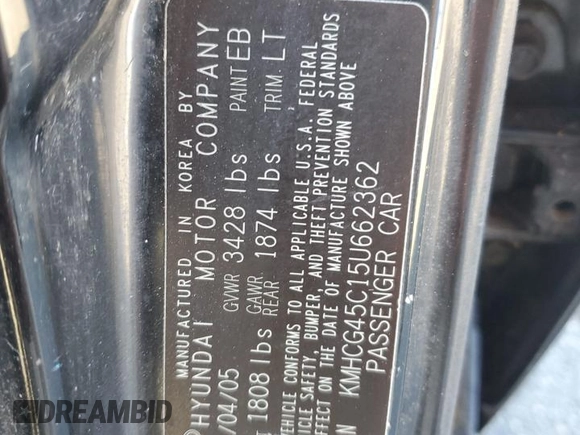 MANUFACTURED IN KOREA BY
HYUNDAI MOTOR COMPANY
/04/05 GVWR 3428 lbs PAINT EB
1808 lbs GAWR REAR 1874 lbs TRIM LT
VEHICLE CONFORMS TO ALL APPLICABLE U.S.A. FEDERAL
VEHICLE SAFETY, BUMPER, AND THEFT PREVENTION STANDARDS
EFFECT ON THE DATE OF MANUFACTURE SHOWN ABOVE
KMHCG45C15U662362
PASSENGER CAR
DREAMBID